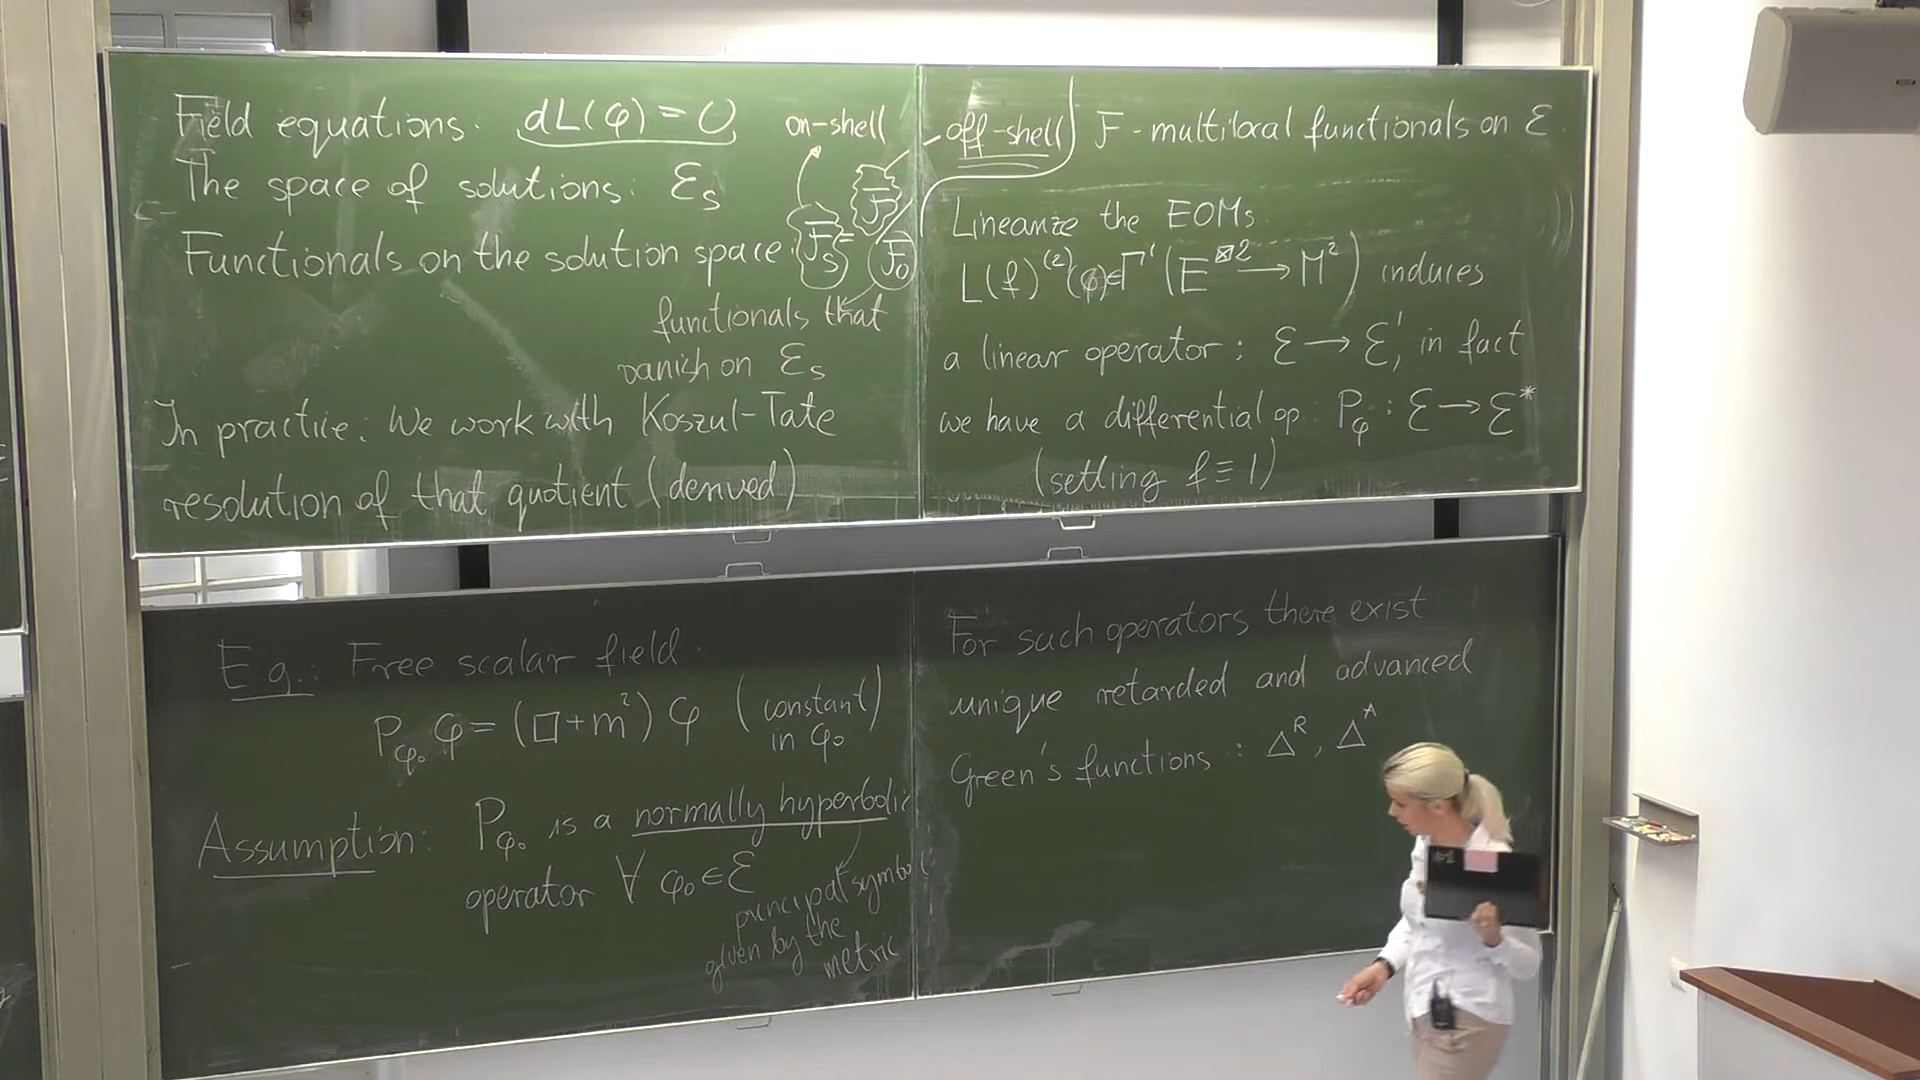 Field equations: dL(φ) = 0
on-shell
The space of solutions: ℰ_S
Functionals on the solution space: F_S = F / F_0
functionals that
vanish on ℰ_S
In practice: We work with Koszul-Tate
resolution of that quotient (derived)
off-shell
F - multilocal functionals on ℰ.
Linearize the EOMs
L(f)^(2)(φ) ∈ Γ'(E^⊠2 → M^2) induces
a linear operator: ℰ → ℰ', in fact
we have a differential op. P_φ : ℰ → ℰ*
(setting f ≡ 1)
E.g.: Free scalar field.
P_φ0 φ = (□ + m^2) φ (constant
in φ_0)
Assumption: P_φ0 is a normally hyperbolic
operator ∀ φ_0 ∈ ℰ
principal symbol
given by the
metric
For such operators there exist
unique retarded and advanced
Green's functions: Δ^R, Δ^A